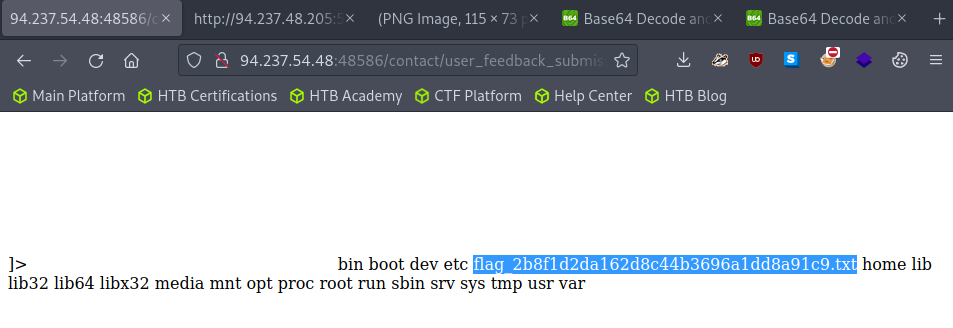 94.237.54.48:48586/c
http://94.237.48.205:5
(PNG Image, 115 × 73 p
B64
Base64 Decode and
B64
Base64 Decode and
94.237.54.48:48586/contact/user_feedback_submis
Main Platform
HTB Certifications
HTB Academy
CTF Platform
Help Center
HTB Blog
]> bin boot dev etc flag_2b8f1d2da162d8c44b3696a1dd8a91c9.txt home lib
lib32 lib64 libx32 media mnt opt proc root run sbin srv sys tmp usr var